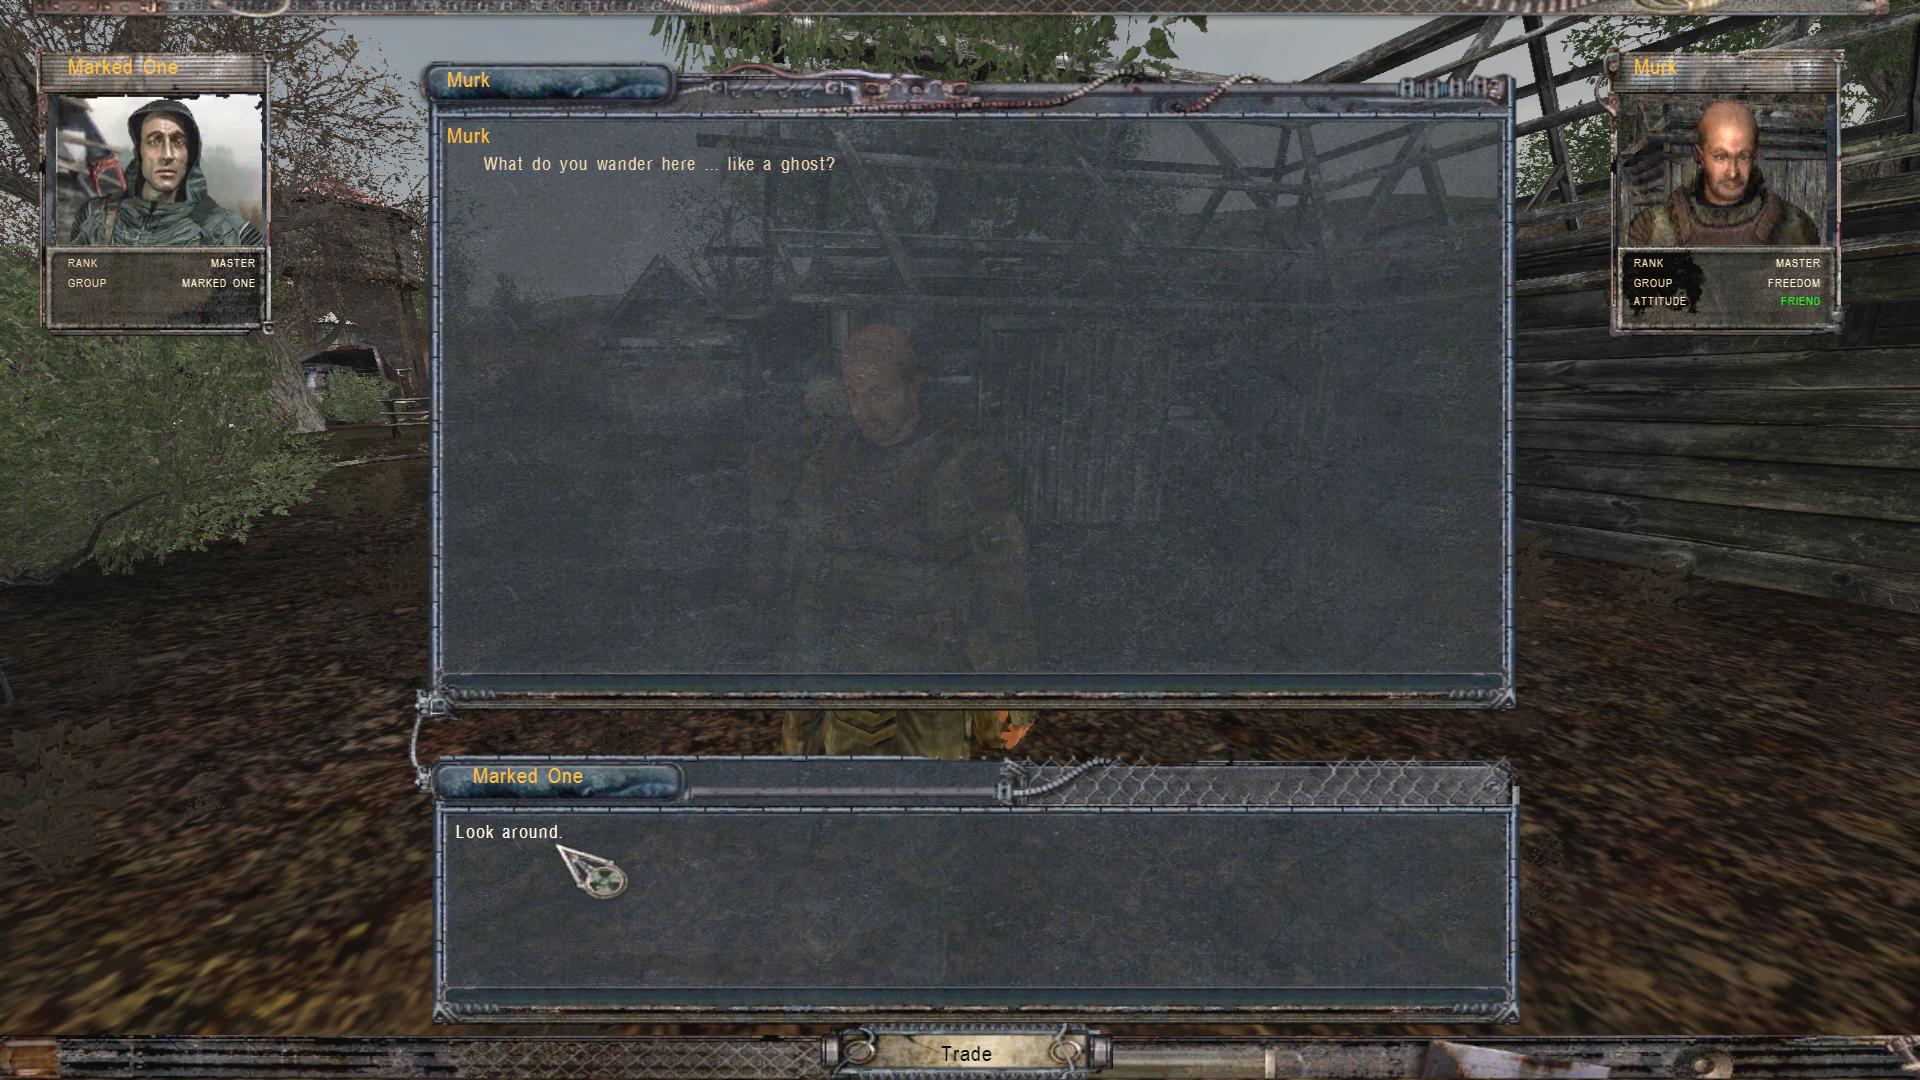 Marked One
RANK MASTER
GROUP MARKED ONE
Murk
Murk
What do you wander here ... like a ghost?
Murk
RANK MASTER
GROUP FREEDOM
ATTITUDE FRIEND
Marked One
Look around.
Trade